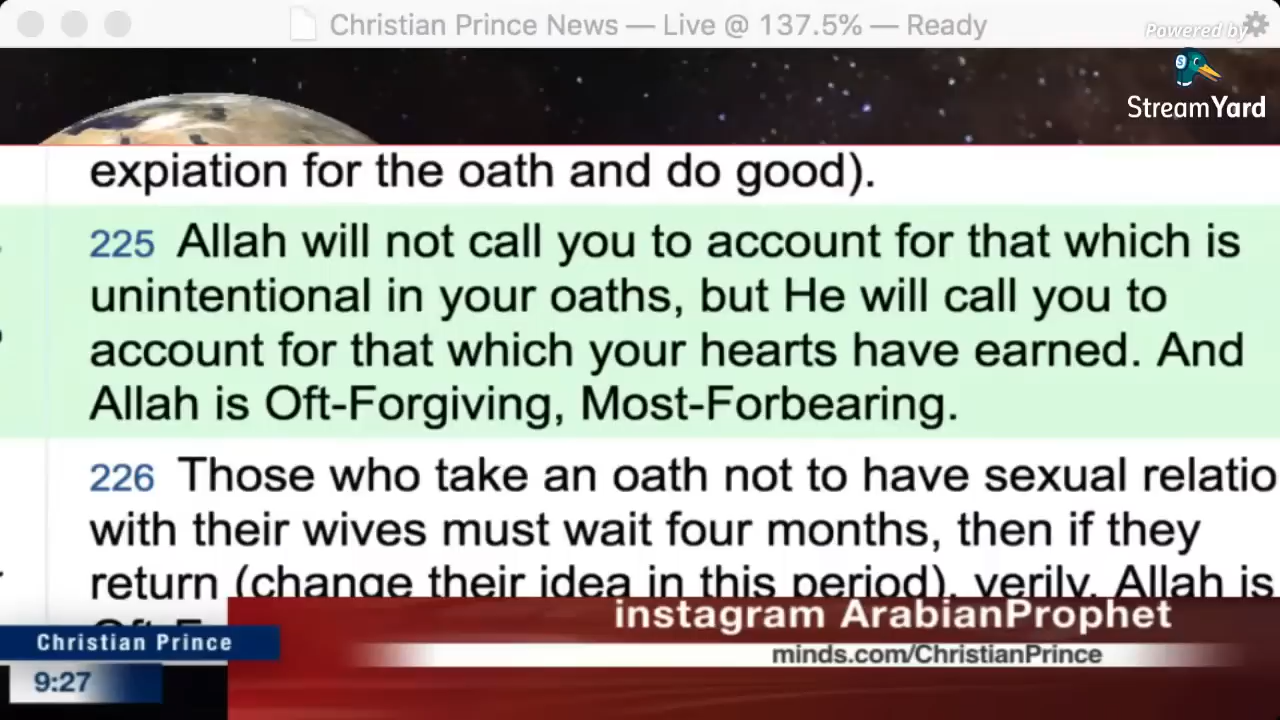 Christian Prince News — Live @ 137.5% — Ready
Powered by
StreamYard
expiation for the oath and do good).
225 Allah will not call you to account for that which is
unintentional in your oaths, but He will call you to
account for that which your hearts have earned. And
Allah is Oft-Forgiving, Most-Forbearing.
226 Those who take an oath not to have sexual relatio
with their wives must wait four months, then if they
return (change their idea in this period), verily, Allah is
instagram ArabianProphet
Christian Prince
minds.com/ChristianPrince
9:27